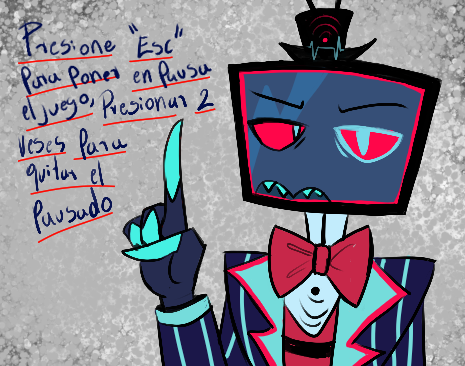 Presione "Esc"
para poner en pausa
el juego, Presionar 2
veses para
quitar el
pausado